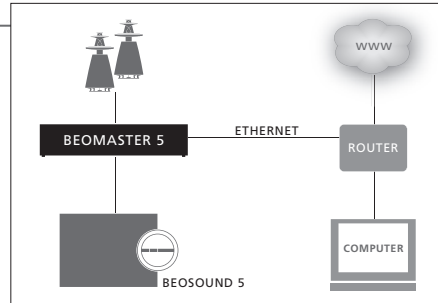 WWW
ETHERNET
BEOMASTER 5
ROUTER
COMPUTER
BEOSOUND 5